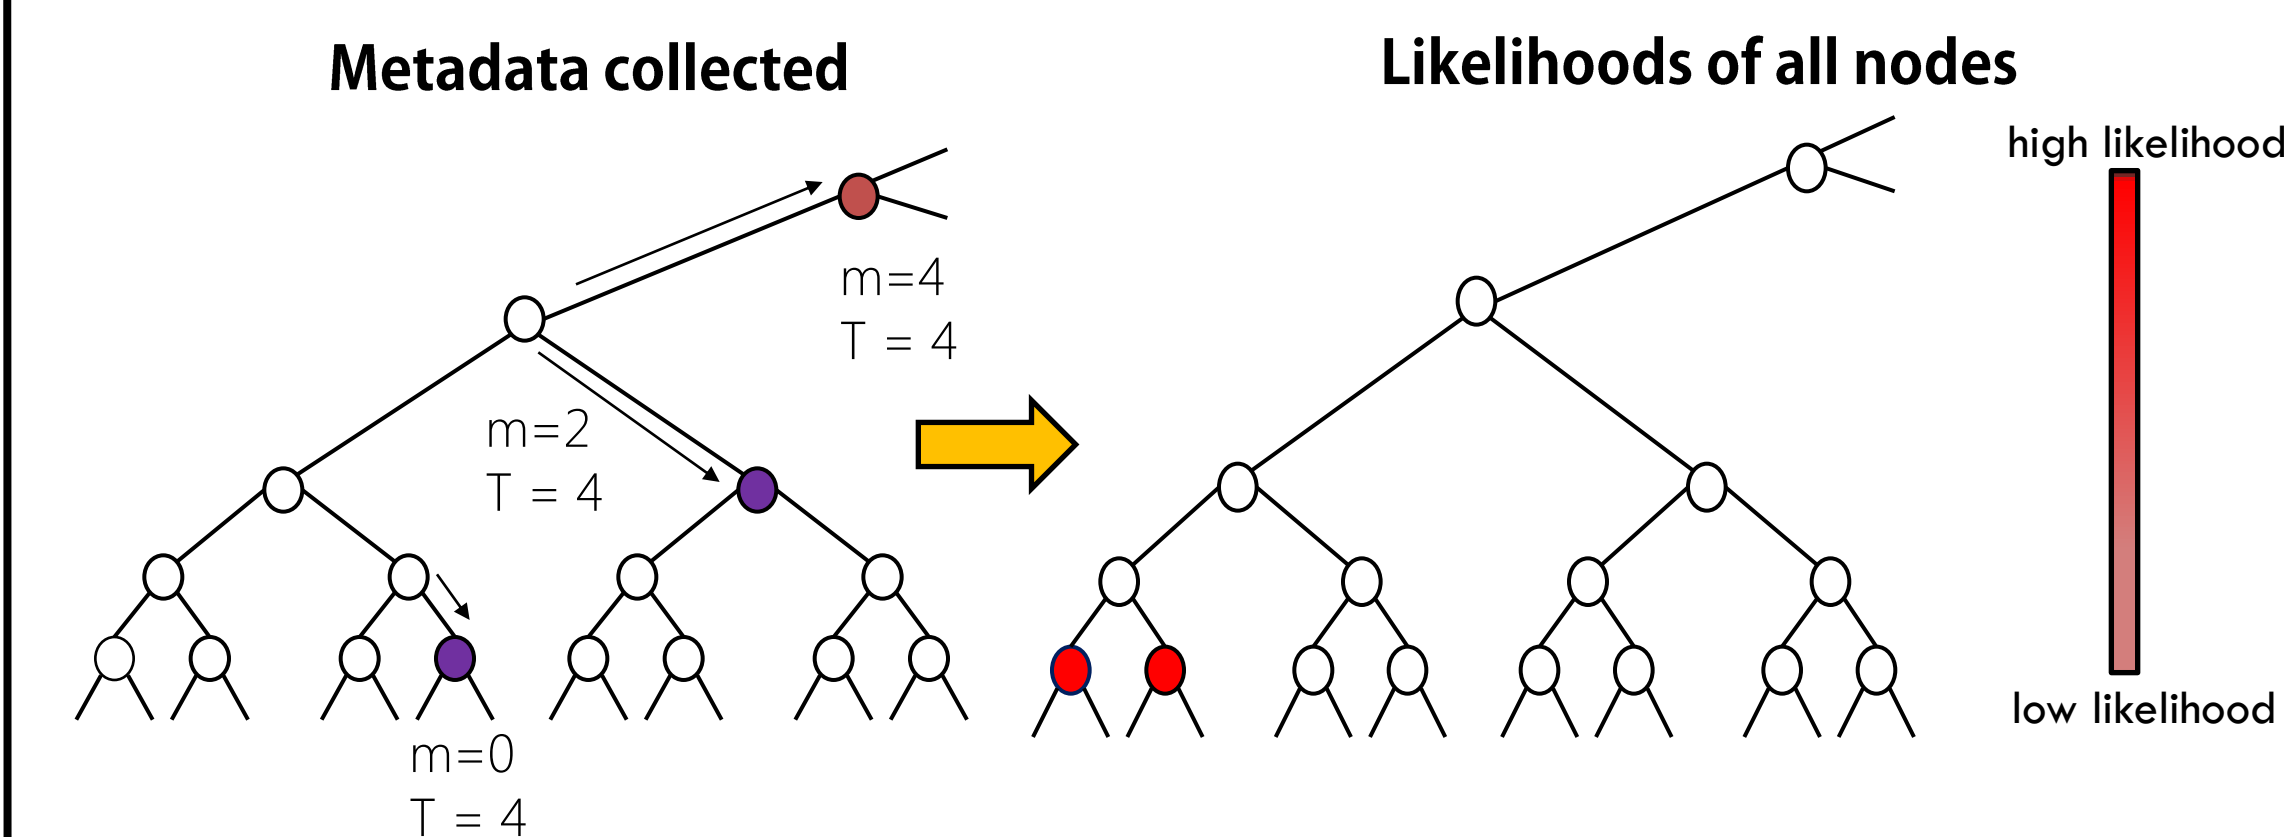 Metadata collected
m=4
T = 4
m=2
T = 4
m=0
T = 4
Likelihoods of all nodes
high likelihood
low likelihood